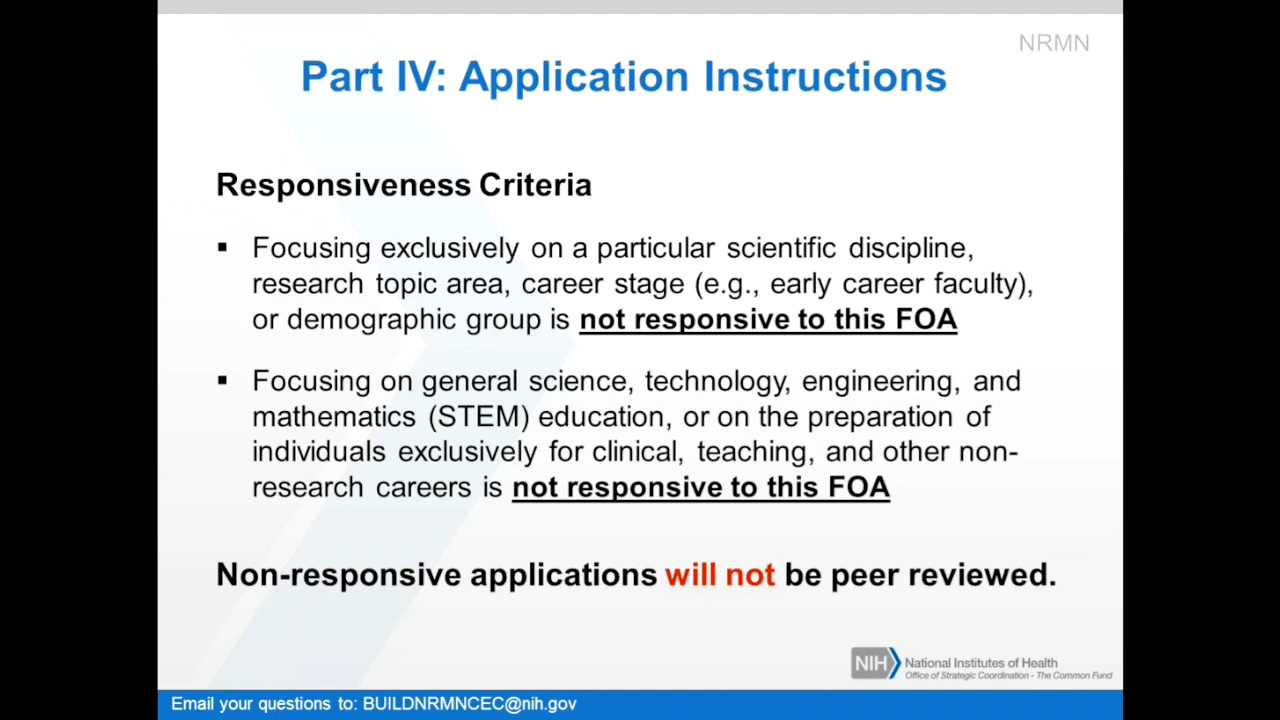 NRMN
Part IV: Application Instructions
Responsiveness Criteria
▪ Focusing exclusively on a particular scientific discipline,
research topic area, career stage (e.g., early career faculty),
or demographic group is not responsive to this FOA
▪ Focusing on general science, technology, engineering, and
mathematics (STEM) education, or on the preparation of
individuals exclusively for clinical, teaching, and other non-
research careers is not responsive to this FOA
Non-responsive applications will not be peer reviewed.
NIH National Institutes of Health
Office of Strategic Coordination - The Common Fund
Email your questions to: BUILDNRMNCEC@nih.gov